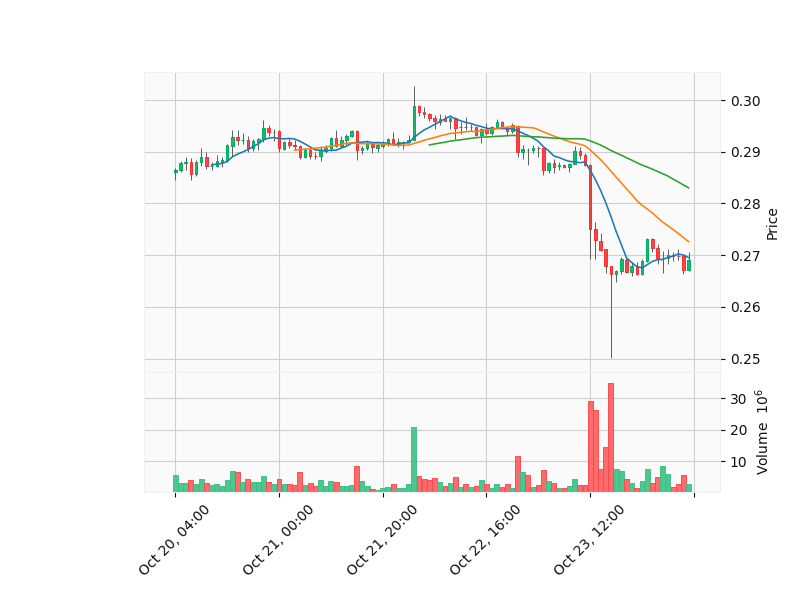 0.30
0.29
0.28
0.27
0.26
0.25
Price
30
20
10
Volume 10^6
Oct 20, 04:00
Oct 21, 00:00
Oct 21, 20:00
Oct 22, 16:00
Oct 23, 12:00